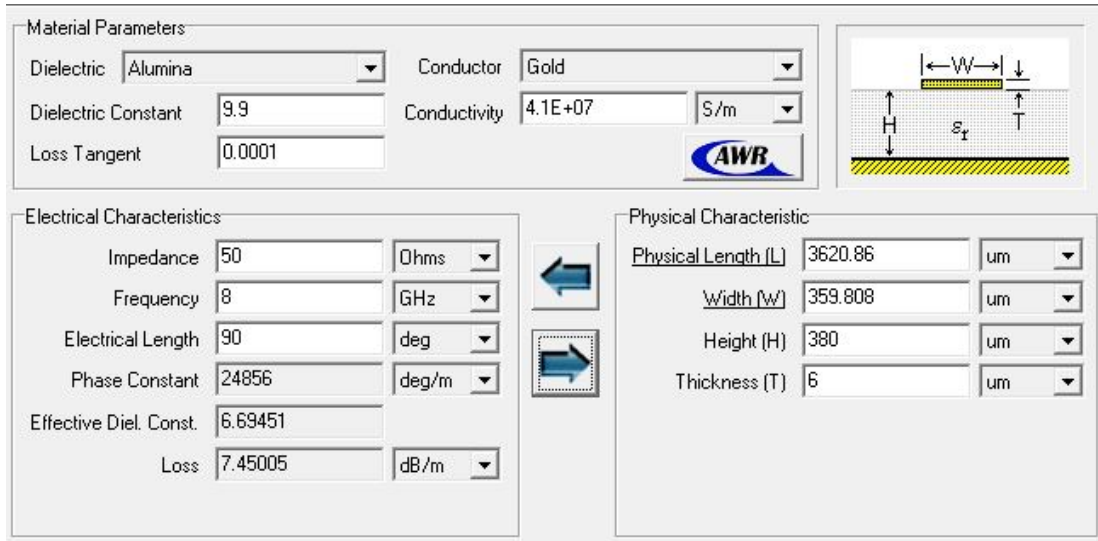 Material Parameters
Dielectric Alumina Conductor Gold
Dielectric Constant 9.9 Conductivity 4.1E+07 S/m
Loss Tangent 0.0001 AWR
W
H εr T
Electrical Characteristics
Impedance 50 Ohms
Frequency 8 GHz
Electrical Length 90 deg
Phase Constant 24856 deg/m
Effective Diel. Const. 6.69451
Loss 7.45005 dB/m
Physical Characteristic
Physical Length (L) 3620.86 um
Width (W) 359.808 um
Height (H) 380 um
Thickness (T) 6 um